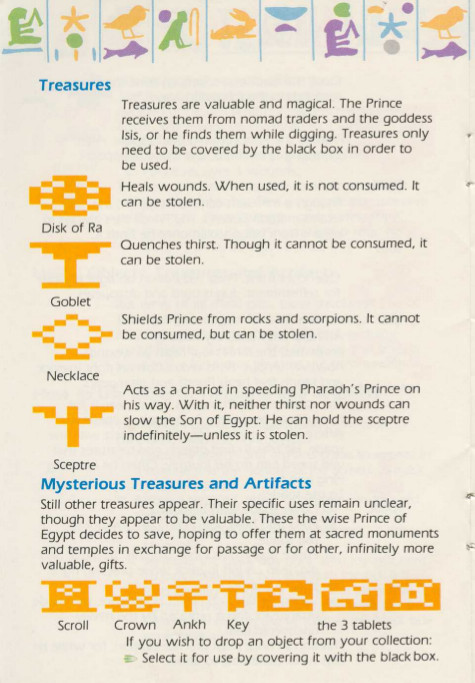 Treasures
Treasures are valuable and magical. The Prince
receives them from nomad traders and the goddess
Isis, or he finds them while digging. Treasures only
need to be covered by the black box in order to
be used.
Heals wounds. When used, it is not consumed. It
can be stolen.
Disk of Ra
Quenches thirst. Though it cannot be consumed, it
can be stolen.
Goblet
Shields Prince from rocks and scorpions. It cannot
be consumed, but can be stolen.
Necklace
Acts as a chariot in speeding Pharaoh's Prince on
his way. With it, neither thirst nor wounds can
slow the Son of Egypt. He can hold the sceptre
indefinitely—unless it is stolen.
Sceptre
Mysterious Treasures and Artifacts
Still other treasures appear. Their specific uses remain unclear,
though they appear to be valuable. These the wise Prince of
Egypt decides to save, hoping to offer them at sacred monuments
and temples in exchange for passage or for other, infinitely more
valuable, gifts.
Scroll Crown Ankh Key the 3 tablets
If you wish to drop an object from your collection:
Select it for use by covering it with the black box.